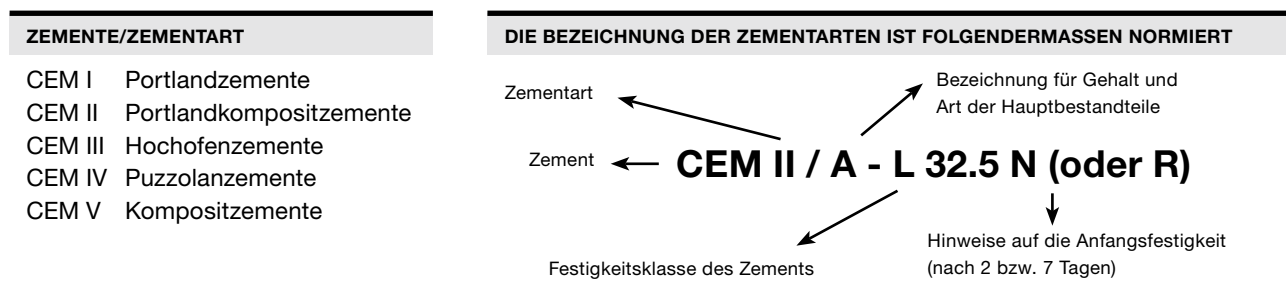 ZEMENTE/ZEMENTART
CEM I Portlandzemente
CEM II Portlandkompositzemente
CEM III Hochofenzemente
CEM IV Puzzolanzemente
CEM V Kompositzemente
DIE BEZEICHNUNG DER ZEMENTARTEN IST FOLGENDERMASSEN NORMIERT
Zementart
Bezeichnung für Gehalt und
Art der Hauptbestandteile
Zement
CEM II / A - L 32.5 N (oder R)
Festigkeitsklasse des Zements
Hinweise auf die Anfangsfestigkeit
(nach 2 bzw. 7 Tagen)